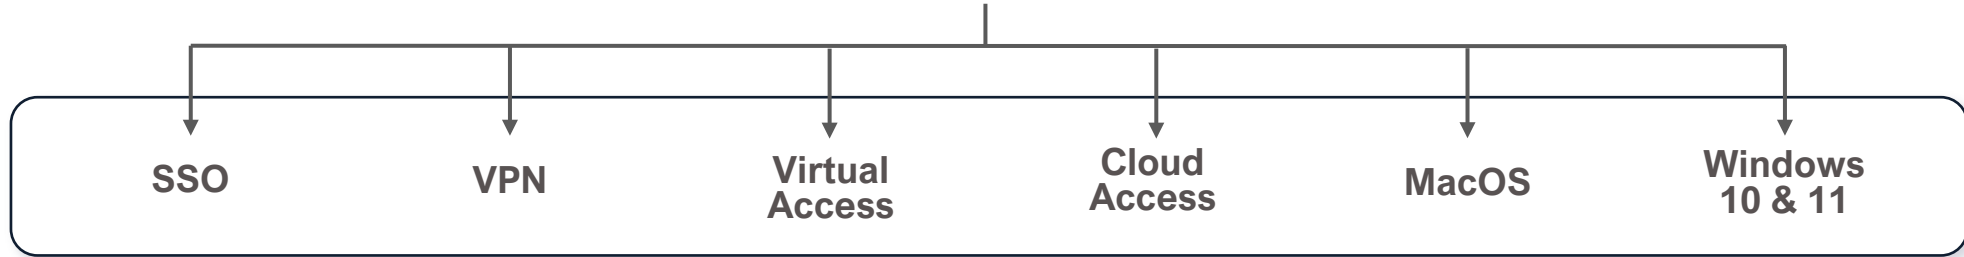 SSO
VPN
Virtual
Access
Cloud
Access
MacOS
Windows
10 & 11